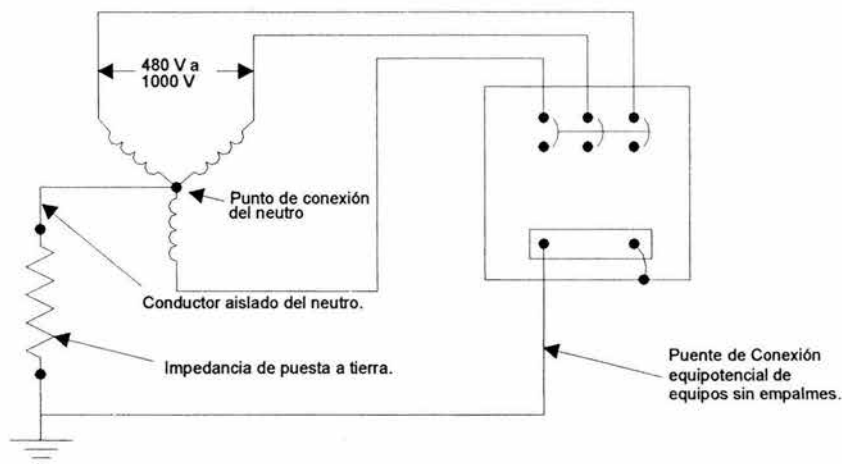 480 V a
1000 V
Punto de conexión
del neutro
Conductor aislado del neutro.
Impedancia de puesta a tierra.
Puente de Conexión
equipotencial de
equipos sin empalmes.